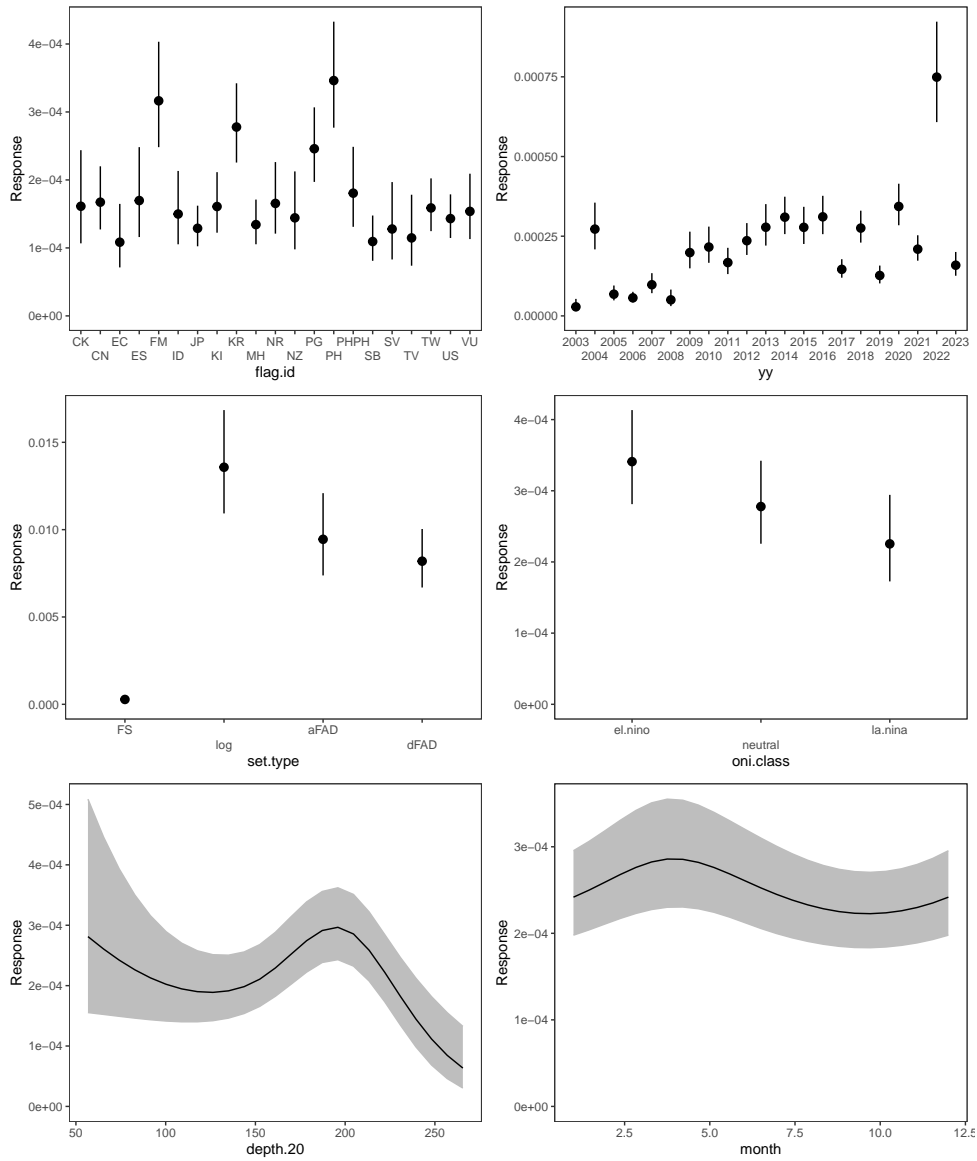 4e−04
3e−04
2e−04
1e−04
0e+00
Response
CK EC FM JP KR NR PG PHPH SV TW VU
CN ES ID KI MH NZ PH SB TV US
flag.id
0.00075
0.00050
0.00025
0.00000
Response
2003 2005 2007 2009 2011 2013 2015 2017 2019 2021 2023
2004 2006 2008 2010 2012 2014 2016 2018 2020 2022
yy
0.015
0.010
0.005
0.000
Response
FS aFAD
log dFAD
set.type
4e−04
3e−04
2e−04
1e−04
0e+00
Response
el.nino la.nina
neutral
oni.class
5e−04
4e−04
3e−04
2e−04
1e−04
0e+00
Response
50 100 150 200 250
depth.20
3e−04
2e−04
1e−04
0e+00
Response
2.5 5.0 7.5 10.0 12.5
month